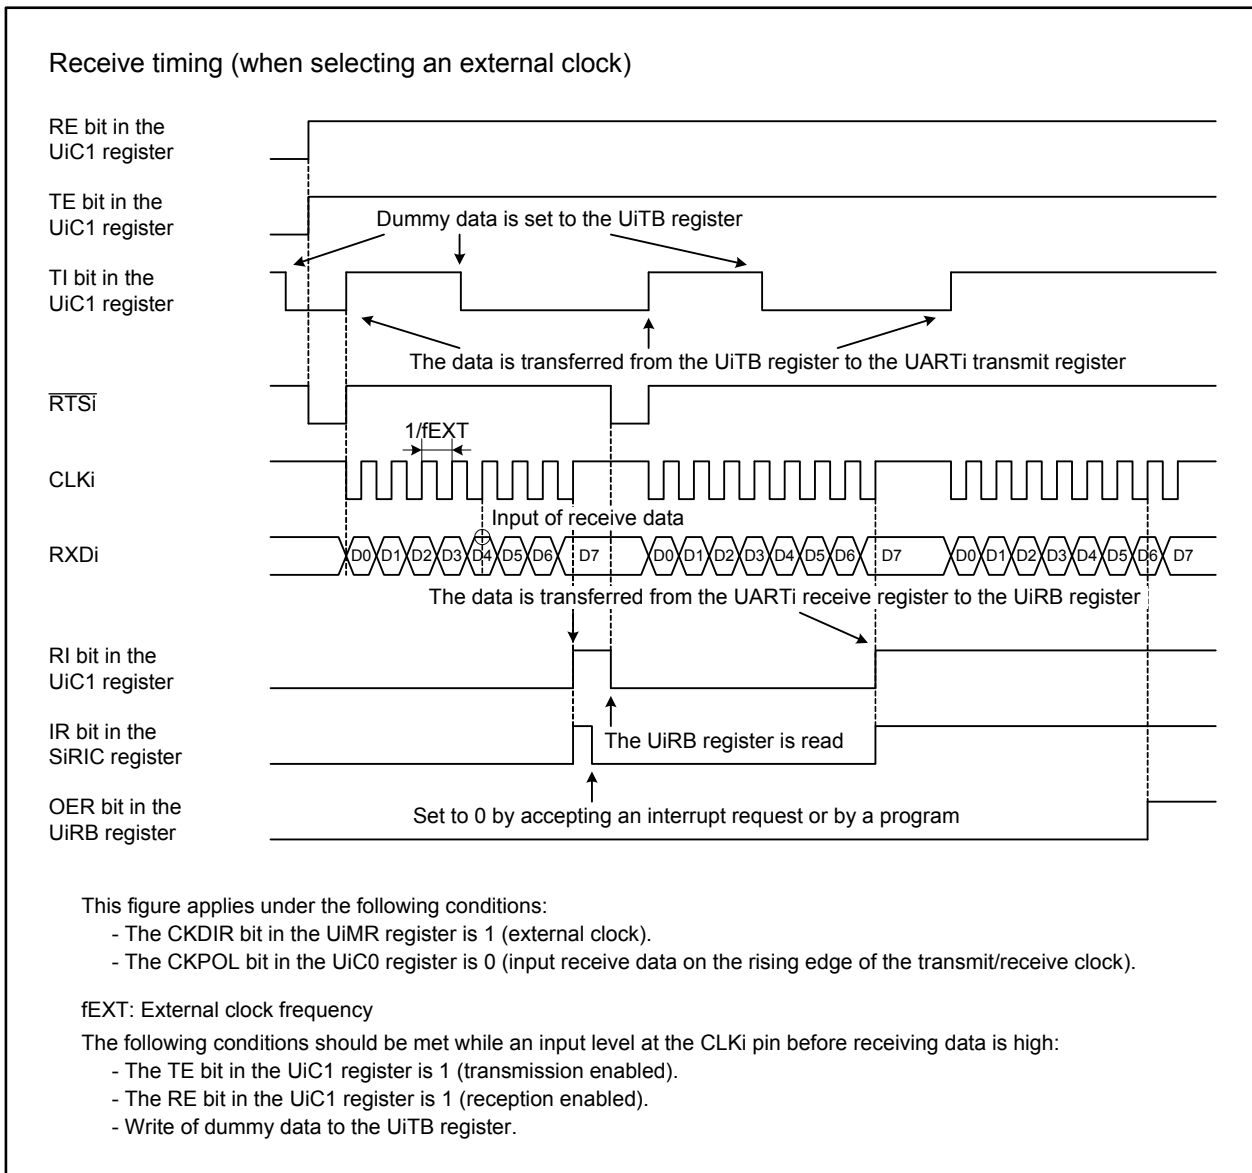 Receive timing (when selecting an external clock)
RE bit in the
UiC1 register
TE bit in the
UiC1 register
Dummy data is set to the UiTB register
TI bit in the
UiC1 register
The data is transferred from the UiTB register to the UARTi transmit register
RTSi
1/fEXT
CLKi
Input of receive data
RXDi
D0 D1 D2 D3 D4 D5 D6 D7 D0 D1 D2 D3 D4 D5 D6 D7 D0 D1 D2 D3 D4 D5 D6 D7
The data is transferred from the UARTi receive register to the UiRB register
RI bit in the
UiC1 register
The UiRB register is read
IR bit in the
SiRIC register
OER bit in the
UiRB register
Set to 0 by accepting an interrupt request or by a program
This figure applies under the following conditions:
- The CKDIR bit in the UiMR register is 1 (external clock).
- The CKPOL bit in the UiC0 register is 0 (input receive data on the rising edge of the transmit/receive clock).
fEXT: External clock frequency
The following conditions should be met while an input level at the CLKi pin before receiving data is high:
- The TE bit in the UiC1 register is 1 (transmission enabled).
- The RE bit in the UiC1 register is 1 (reception enabled).
- Write of dummy data to the UiTB register.